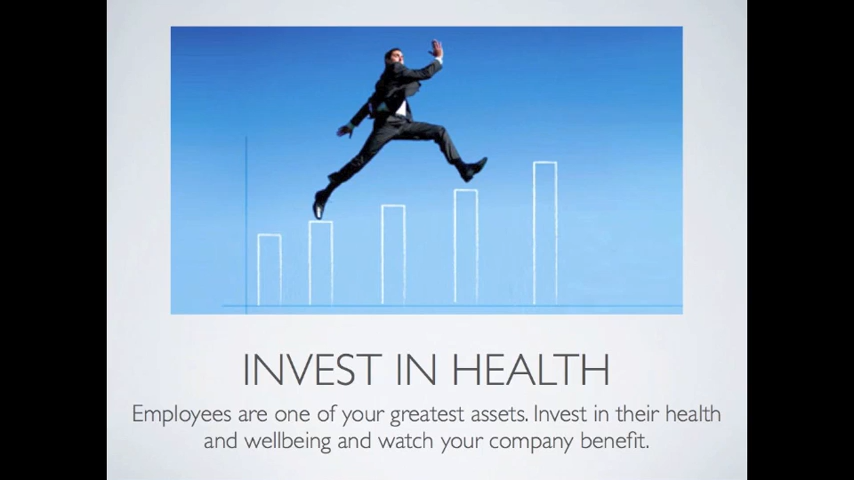 INVEST IN HEALTH
Employees are one of your greatest assets. Invest in their health
and wellbeing and watch your company benefit.